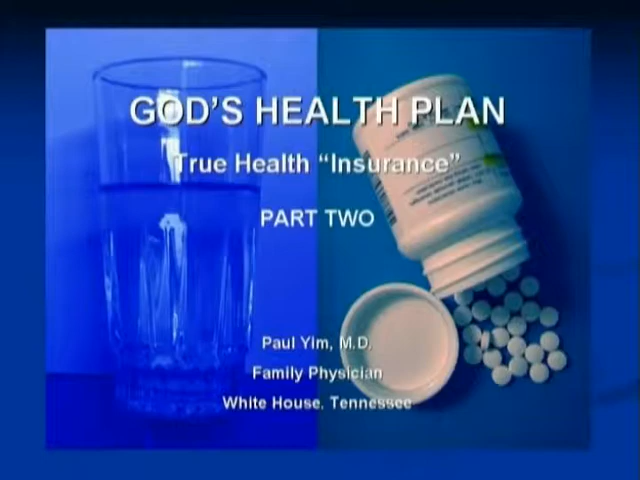 GOD'S HEALTH PLAN
True Health “Insurance”
PART TWO
Paul Yim, M.D.
Family Physician
White House, Tennessee